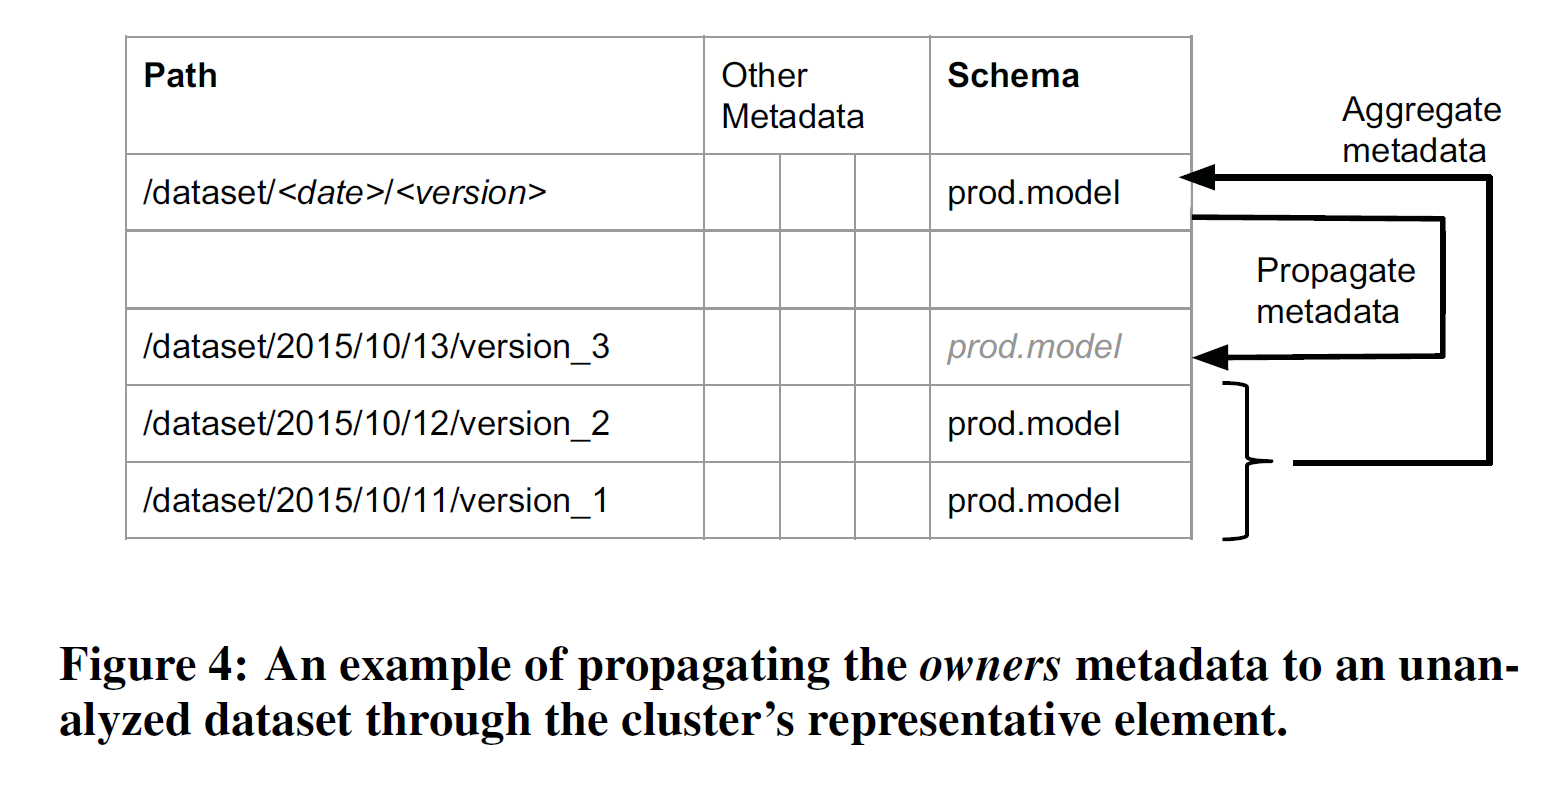 Path
Other
Metadata
Schema
/dataset/<date>/<version>
prod.model
/dataset/2015/10/13/version_3
prod.model
/dataset/2015/10/12/version_2
prod.model
/dataset/2015/10/11/version_1
prod.model
Aggregate
metadata
Propagate
metadata
Figure 4: An example of propagating the owners metadata to an unan-
alyzed dataset through the cluster’s representative element.